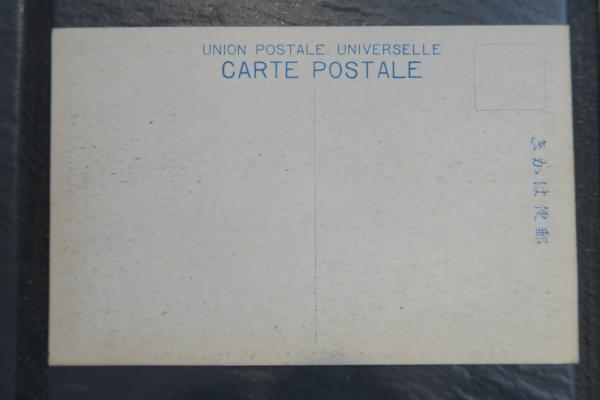 UNION POSTALE. UNIVERSELLE
CARTE POSTALE
郵便はかき